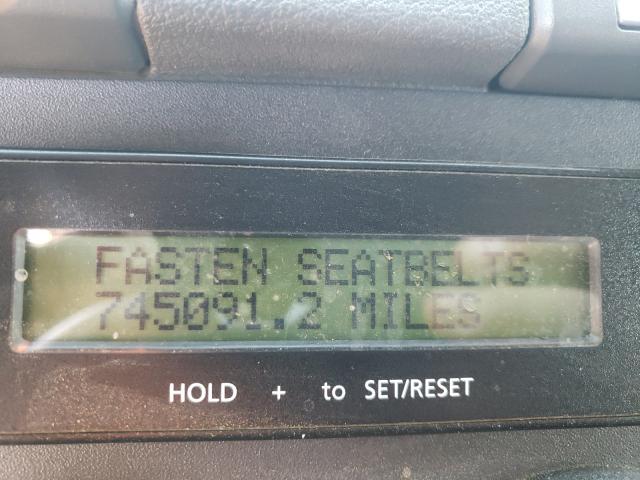 FASTEN SEATBELTS
745091.2 MILES
HOLD + to SET/RESET